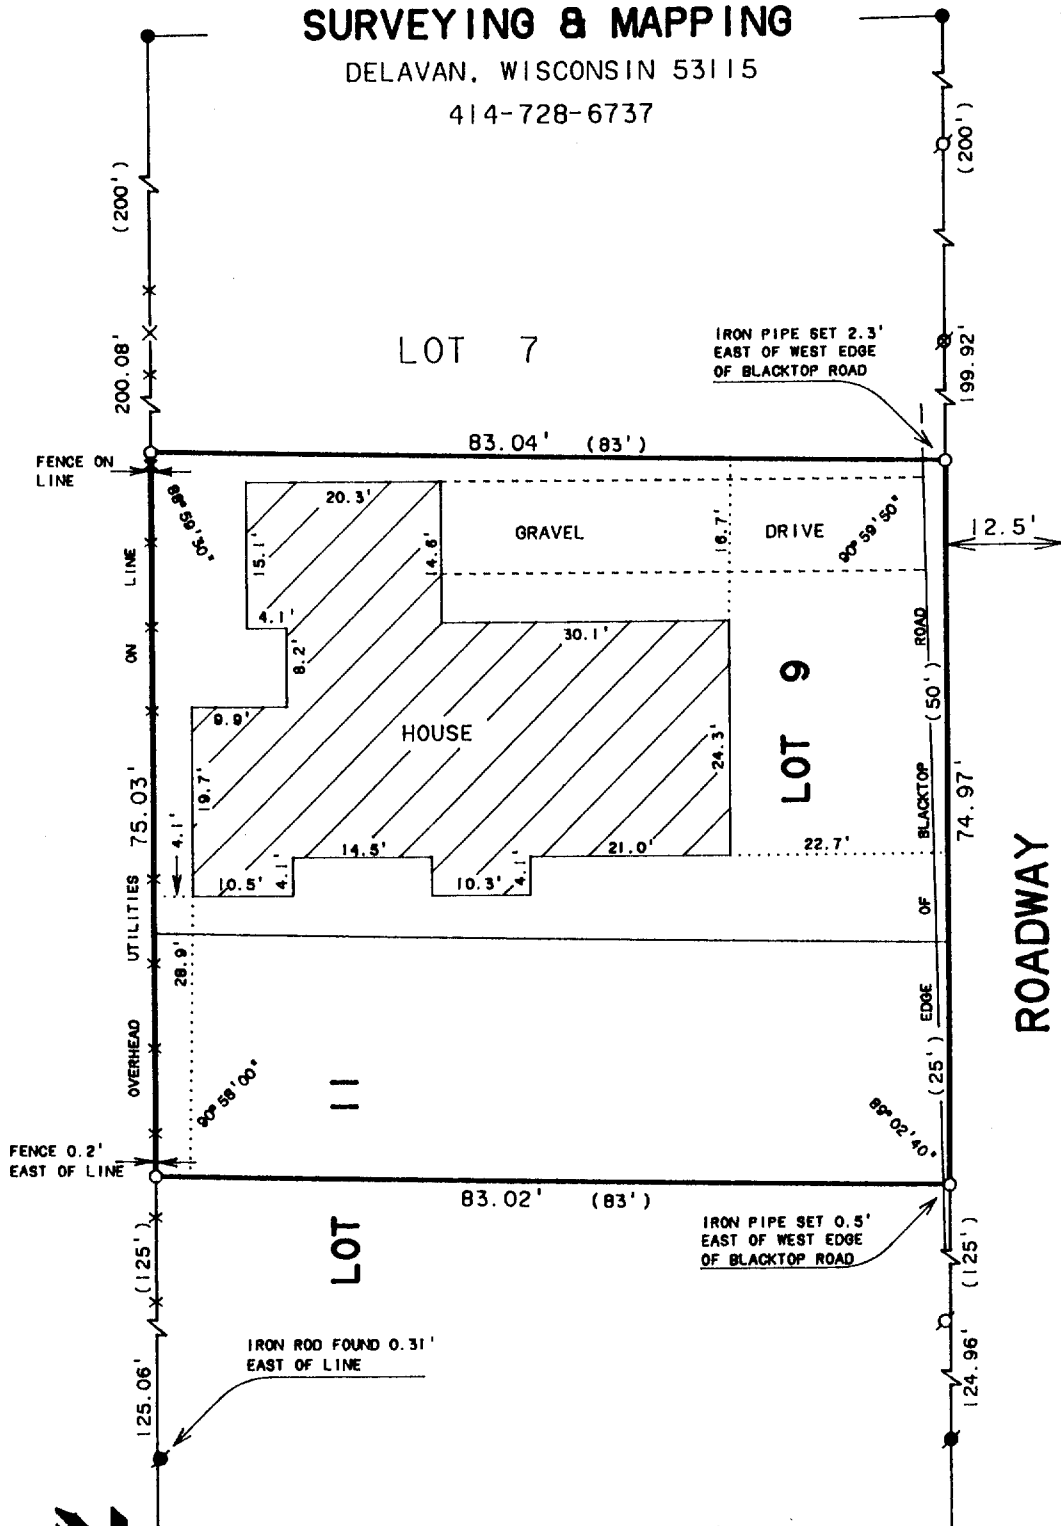 SURVEYING & MAPPING
DELAVAN, WISCONSIN 53115
414-728-6737
(200')
(200')
LOT 7
IRON PIPE SET 2.3'
EAST OF WEST EDGE
OF BLACKTOP ROAD
200.08'
199.92'
83.04' (83')
FENCE ON
LINE
88°59'30"
20.3'
GRAVEL
DRIVE
16.7'
90°59'50"
12.5'
15.1'
14.6'
4.1'
30.1'
8.2'
9.9'
HOUSE
24.3'
LOT 9
(50')
75.03'
19.7'
4.1'
14.5'
21.0'
22.7'
74.97'
10.5'
4.1'
10.3'
4.1'
OVERHEAD UTILITIES ON LINE
EDGE OF BLACKTOP ROAD
ROADWAY
28.9'
(25')
90°58'00"
89°02'40"
LOT 11
FENCE 0.2'
EAST OF LINE
83.02' (83')
IRON PIPE SET 0.5'
EAST OF WEST EDGE
OF BLACKTOP ROAD
(125')
(125')
IRON ROD FOUND 0.31'
EAST OF LINE
125.06'
124.96'